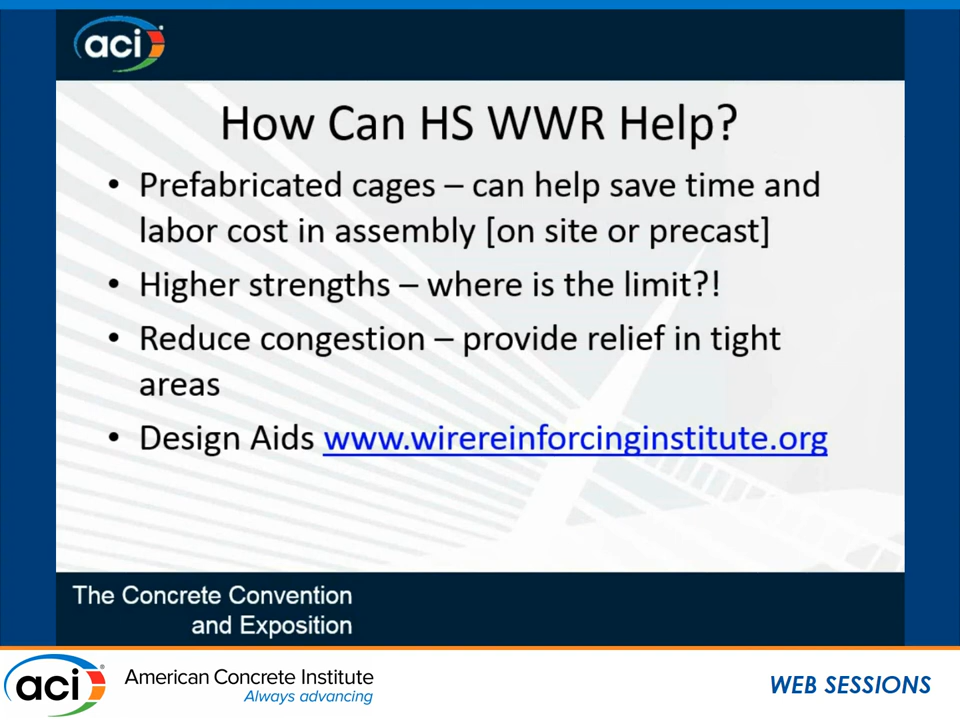 aci
How Can HS WWR Help?
• Prefabricated cages – can help save time and
labor cost in assembly [on site or precast]
• Higher strengths – where is the limit?!
• Reduce congestion – provide relief in tight
areas
• Design Aids www.wirereinforcinginstitute.org
The Concrete Convention
and Exposition
aci® American Concrete Institute
Always advancing
WEB SESSIONS